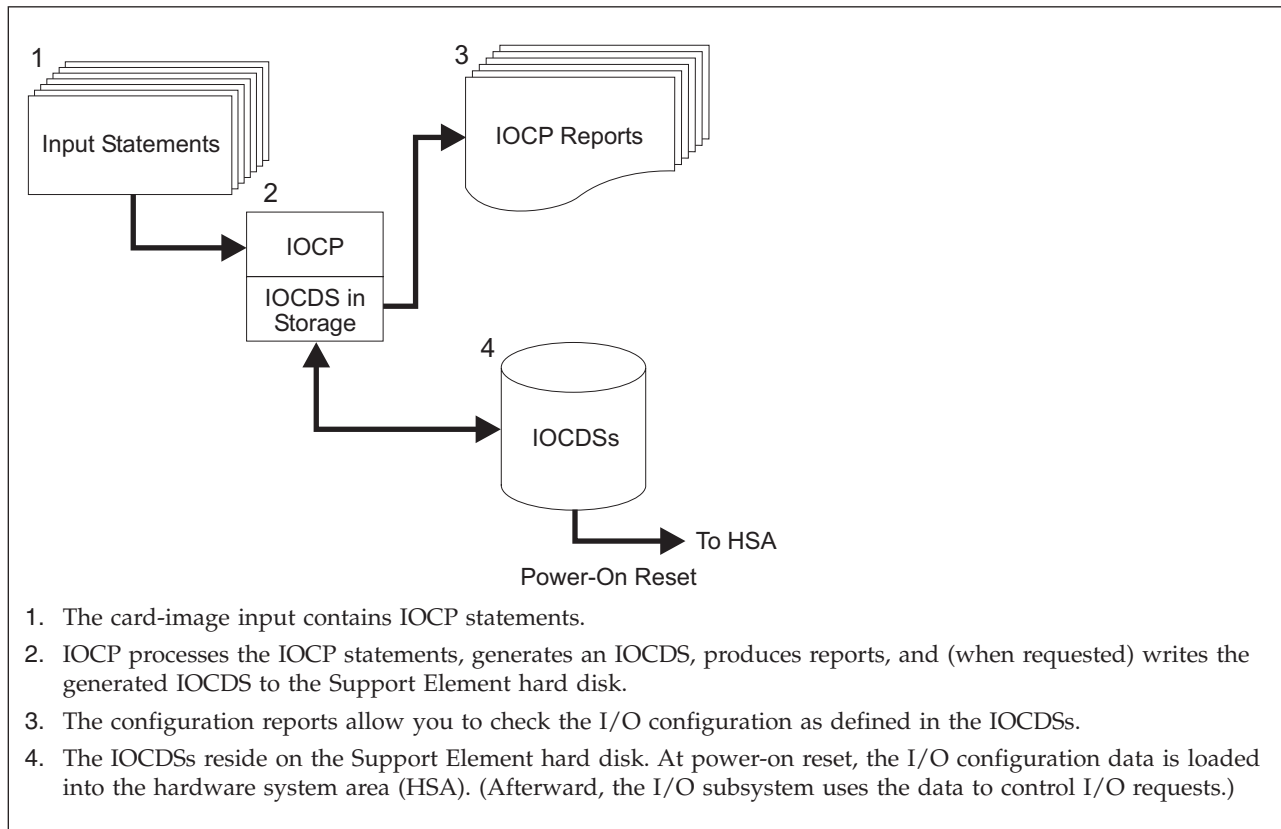 1
3
Input Statements
IOCP Reports
2
IOCP
IOCDS in
Storage
4
IOCDSs
To HSA
Power-On Reset
1. The card-image input contains IOCP statements.
2. IOCP processes the IOCP statements, generates an IOCDS, produces reports, and (when requested) writes the
generated IOCDS to the Support Element hard disk.
3. The configuration reports allow you to check the I/O configuration as defined in the IOCDSs.
4. The IOCDSs reside on the Support Element hard disk. At power-on reset, the I/O configuration data is loaded
into the hardware system area (HSA). (Afterward, the I/O subsystem uses the data to control I/O requests.)